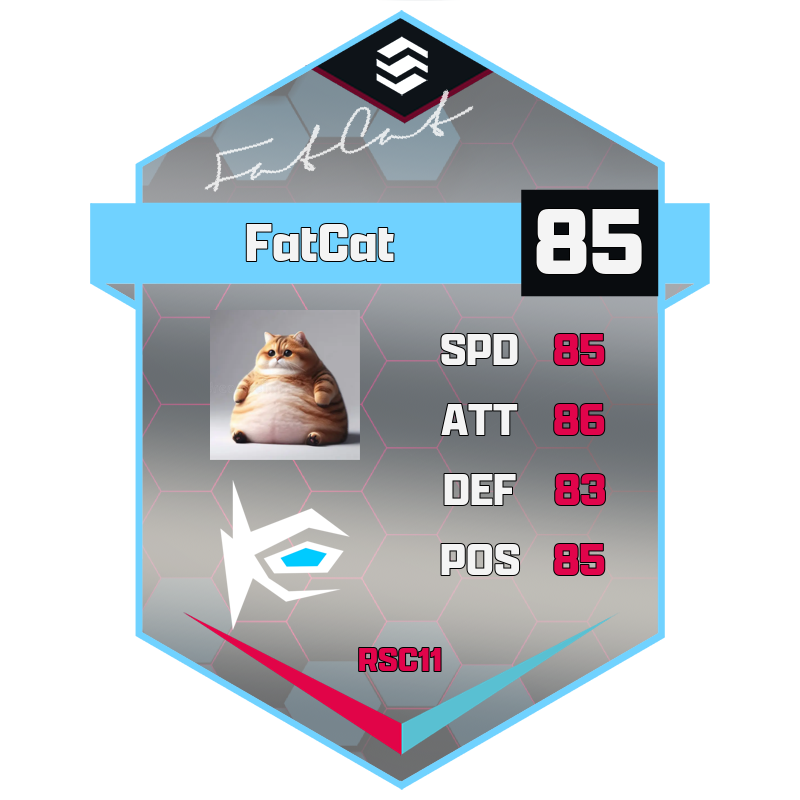 FatCat
FatCat 85
SPD 85
ATT 86
DEF 83
POS 85
RSC11